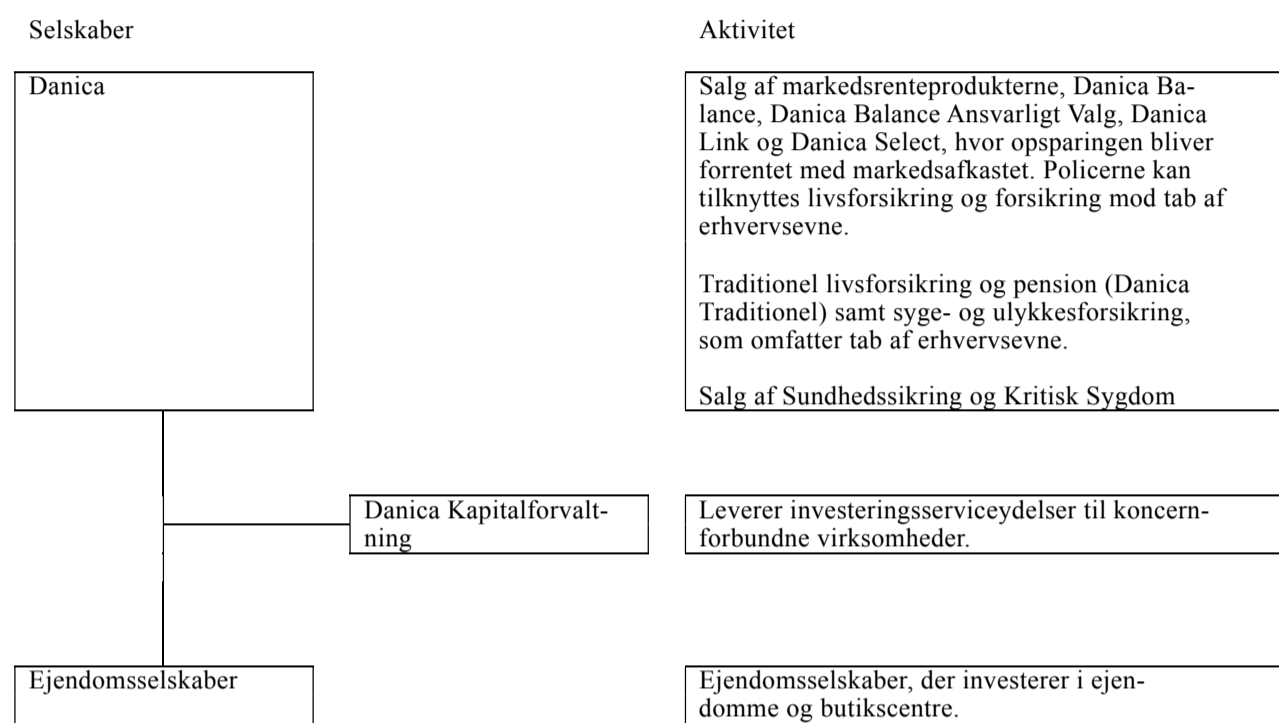 Selskaber
Aktivitet
Danica
Salg af markedsrenteprodukterne, Danica Ba-
lance, Danica Balance Ansvarligt Valg, Danica
Link og Danica Select, hvor opsparingen bliver
forrentet med markedsafkastet. Policerne kan
tilknyttes livsforsikring og forsikring mod tab af
erhvervsevne.
Traditionel livsforsikring og pension (Danica
Traditionel) samt syge- og ulykkesforsikring,
som omfatter tab af erhvervsevne.
Salg af Sundhedssikring og Kritisk Sygdom
Danica Kapitalforvalt-
ning
Leverer investeringsserviceydelser til koncern-
forbundne virksomheder.
Ejendomsselskaber
Ejendomsselskaber, der investerer i ejen-
domme og butikscentre.